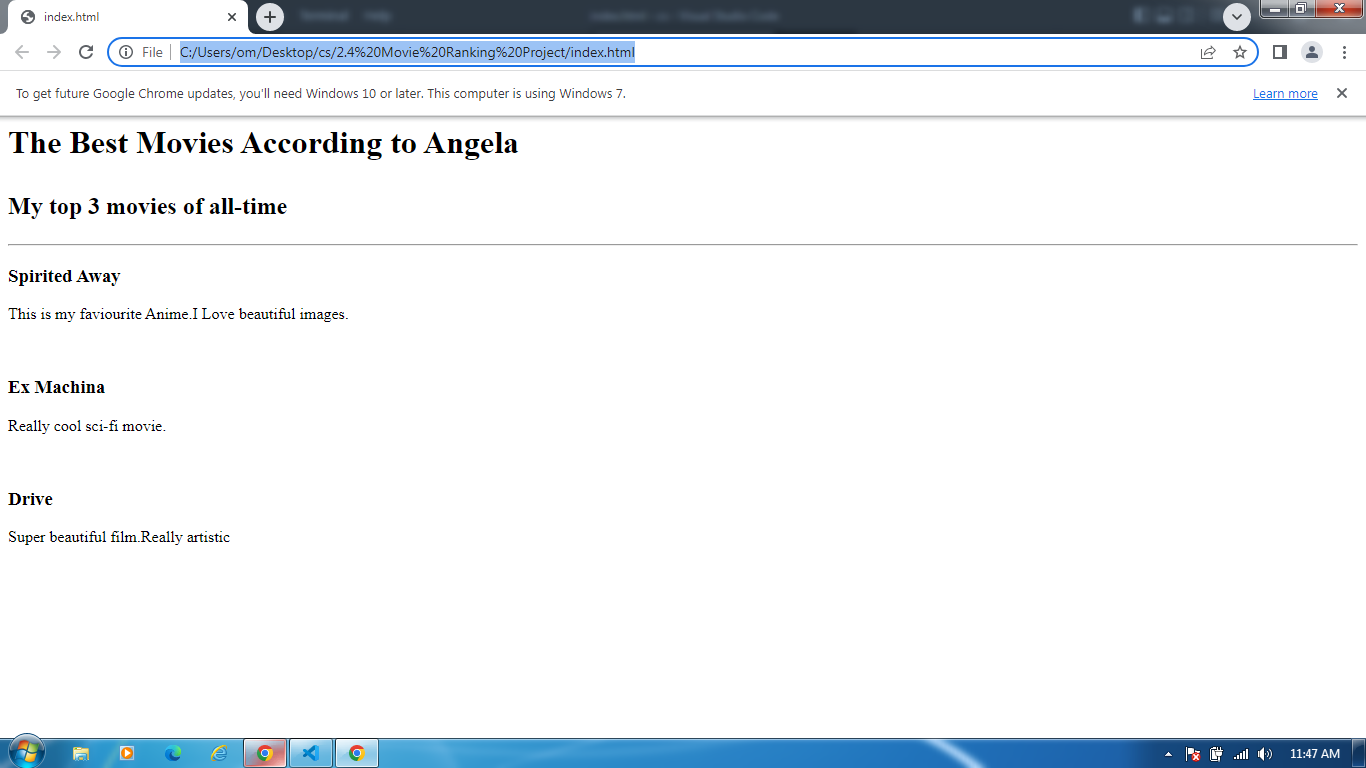 index.html
File
C:/Users/om/Desktop/cs/2.4%20Movie%20Ranking%20Project/index.html
To get future Google Chrome updates, you'll need Windows 10 or later. This computer is using Windows 7.
Learn more
The Best Movies According to Angela
My top 3 movies of all-time
Spirited Away
This is my faviourite Anime.I Love beautiful images.
Ex Machina
Really cool sci-fi movie.
Drive
Super beautiful film.Really artistic
11:47 AM